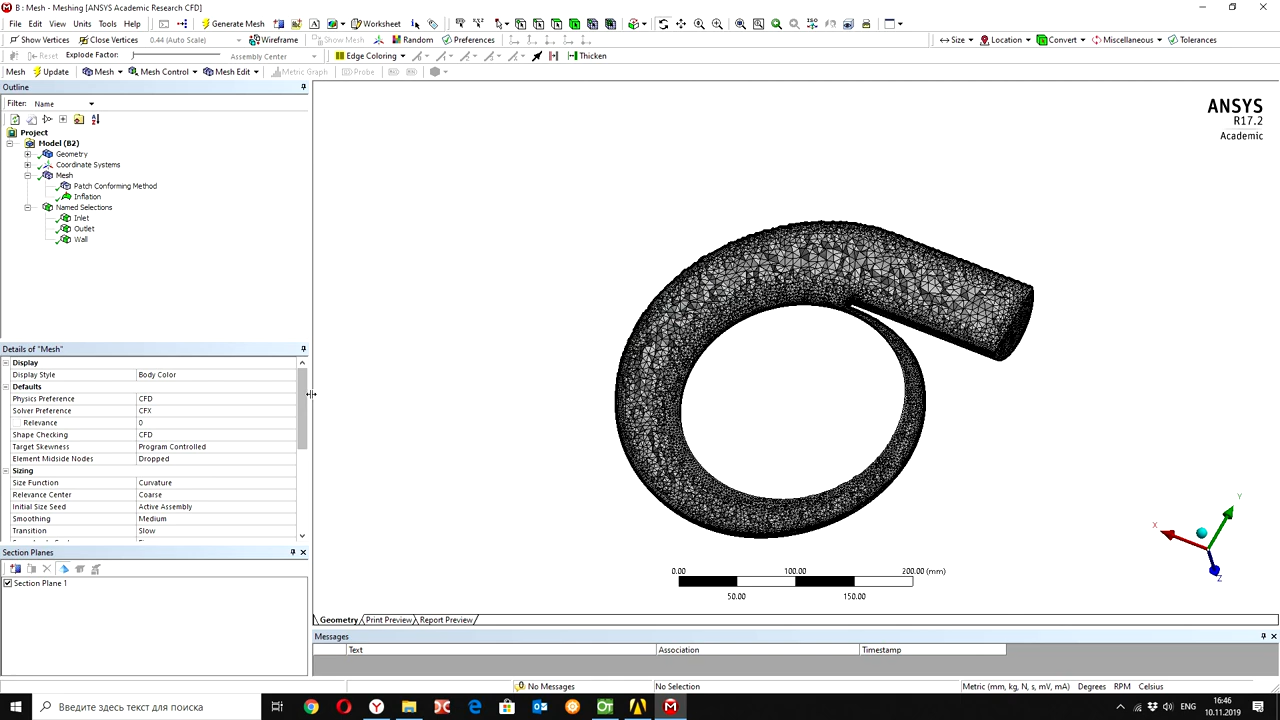 B : Mesh - Meshing [ANSYS Academic Research CFD]
File Edit View Units Tools Help Generate Mesh Worksheet
Show Vertices Close Vertices 0.44 (Auto Scale) Wireframe Show Mesh Random Preferences Size Location Convert Miscellaneous Tolerances
Reset Explode Factor: Assembly Center Edge Coloring Thicken
Mesh Update Mesh Mesh Control Mesh Edit Metric Graph Probe
Outline
Filter: Name
Project
Model (B2)
Geometry
Coordinate Systems
Mesh
Patch Conforming Method
Inflation
Named Selections
Inlet
Outlet
Wall
Details of "Mesh"
Display
Display Style Body Color
Defaults
Physics Preference CFD
Solver Preference CFX
Relevance 0
Shape Checking CFD
Target Skewness Program Controlled
Element Midside Nodes Dropped
Sizing
Size Function Curvature
Relevance Center Coarse
Initial Size Seed Active Assembly
Smoothing Medium
Transition Slow
Section Planes
Section Plane 1
ANSYS
R17.2
Academic
Y
X
Z
0.00 100.00 200.00 (mm)
50.00 150.00
Geometry Print Preview Report Preview
Messages
Text Association Timestamp
No Messages No Selection Metric (mm, kg, N, s, mV, mA) Degrees RPM Celsius
Введите здесь текст для поиска
ENG
16:46
10.11.2019